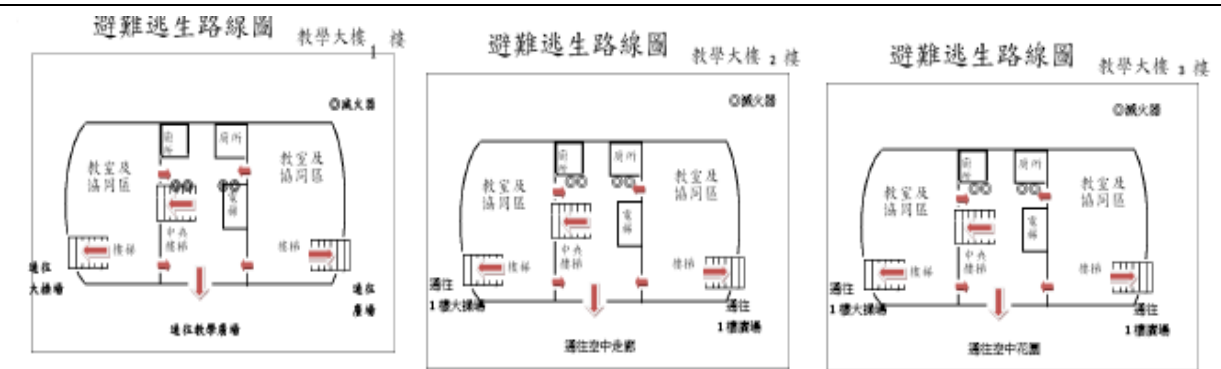 避難逃生路線圖
教學大樓 1 樓
◎滅火器
廁所
廁所
教室及
協同區
教室及
協同區
電梯
中央
樓梯
樓梯
樓梯
通往
大操場
通往
廣場
通往教學廣場
避難逃生路線圖
教學大樓 2 樓
◎滅火器
廁所
廁所
教室及
協同區
教室及
協同區
電梯
中央
樓梯
樓梯
樓梯
通往
1 樓大操場
通往
1 樓廣場
通往空中走廊
避難逃生路線圖
教學大樓 3 樓
◎滅火器
廁所
廁所
教室及
協同區
教室及
協同區
電梯
中央
樓梯
樓梯
樓梯
通往
1 樓大操場
通往
1 樓廣場
通往空中花園